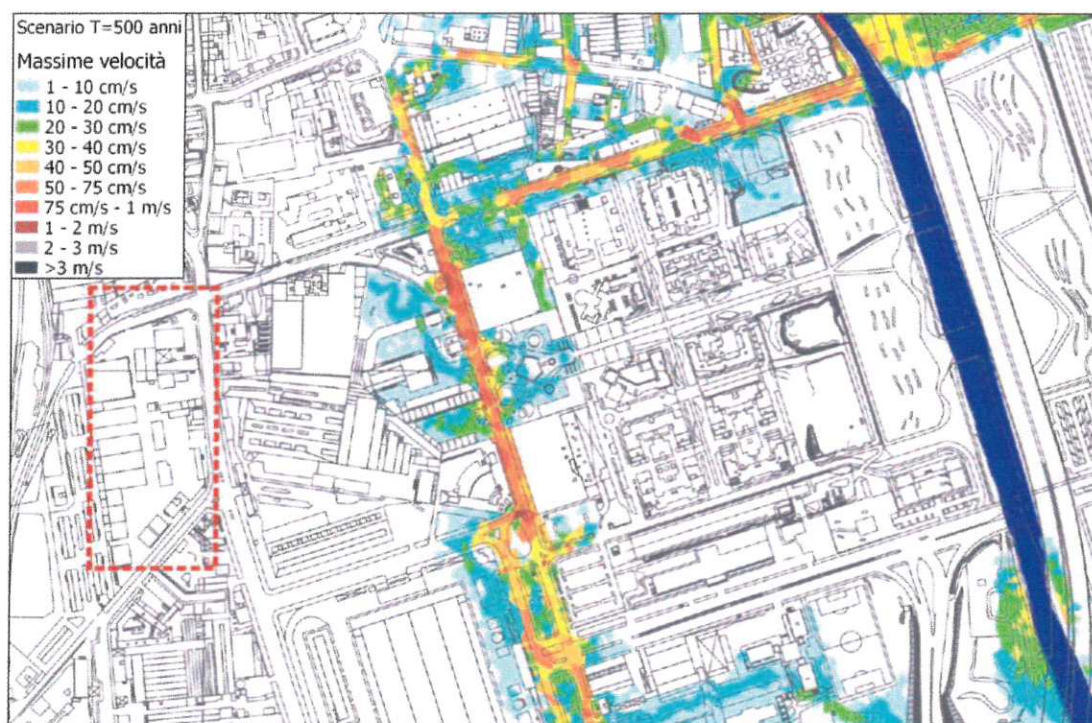 Scenario T=500 anni
Massime velocità
1 - 10 cm/s
10 - 20 cm/s
20 - 30 cm/s
30 - 40 cm/s
40 - 50 cm/s
50 - 75 cm/s
75 cm/s - 1 m/s
1 - 2 m/s
2 - 3 m/s
>3 m/s